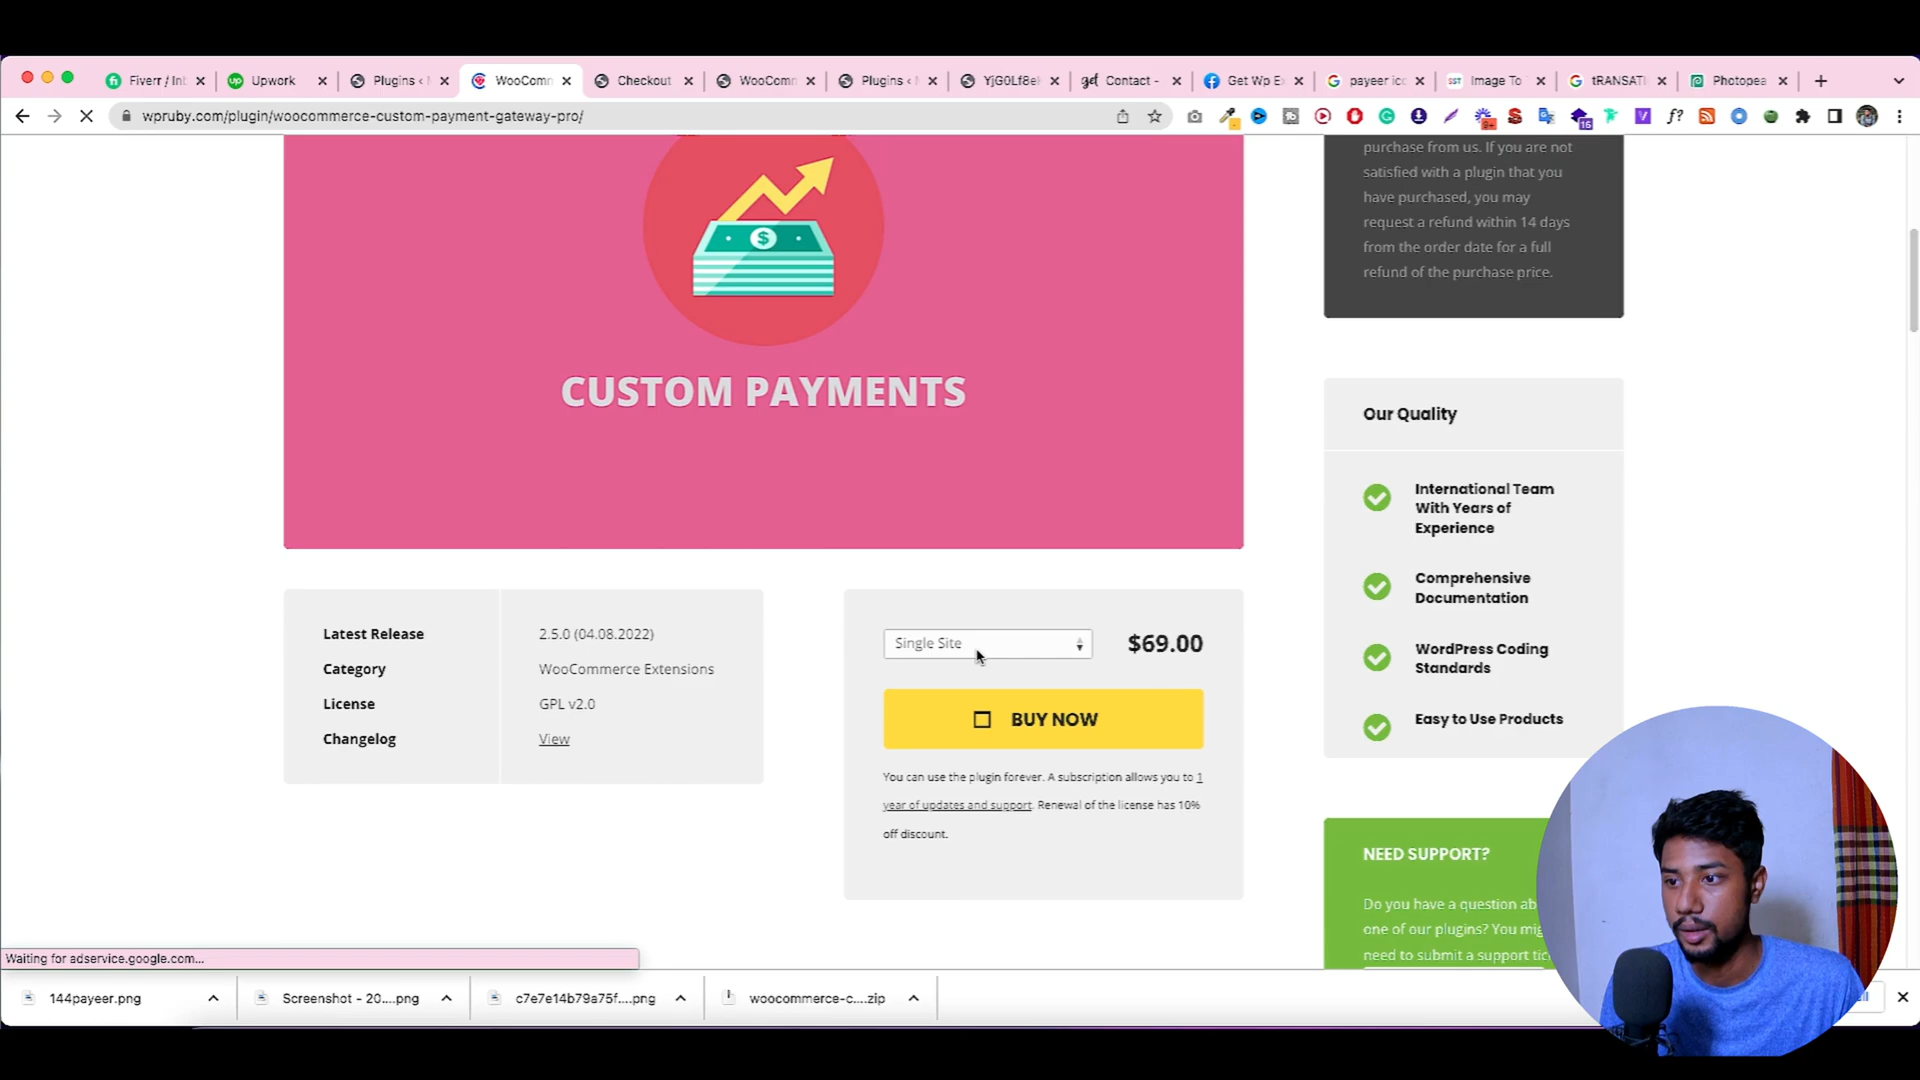 Fiverr / Inb
Upwork
Plugins ‹
WooComm
Checkout
WooComm
Plugins ‹
YjG0Lf8e
Contact -
Get Wp Ex
payeer ico
Image To
tRANSATI
Photopea
wpruby.com/plugin/woocommerce-custom-payment-gateway-pro/
purchase from us. If you are not
satisfied with a plugin that you
have purchased, you may
request a refund within 14 days
from the order date for a full
refund of the purchase price.
$
CUSTOM PAYMENTS
Our Quality
International Team
With Years of
Experience
Comprehensive
Documentation
WordPress Coding
Standards
Easy to Use Products
Latest Release 2.5.0 (04.08.2022)
Category WooCommerce Extensions
License GPL v2.0
Changelog View
Single Site $69.00
BUY NOW
You can use the plugin forever. A subscription allows you to 1
year of updates and support. Renewal of the license has 10%
off discount.
NEED SUPPORT?
Do you have a question ab
one of our plugins? You mi
need to submit a support tic
Waiting for adservice.google.com...
144payeer.png
Screenshot - 20....png
c7e7e14b79a75f....png
woocommerce-c....zip